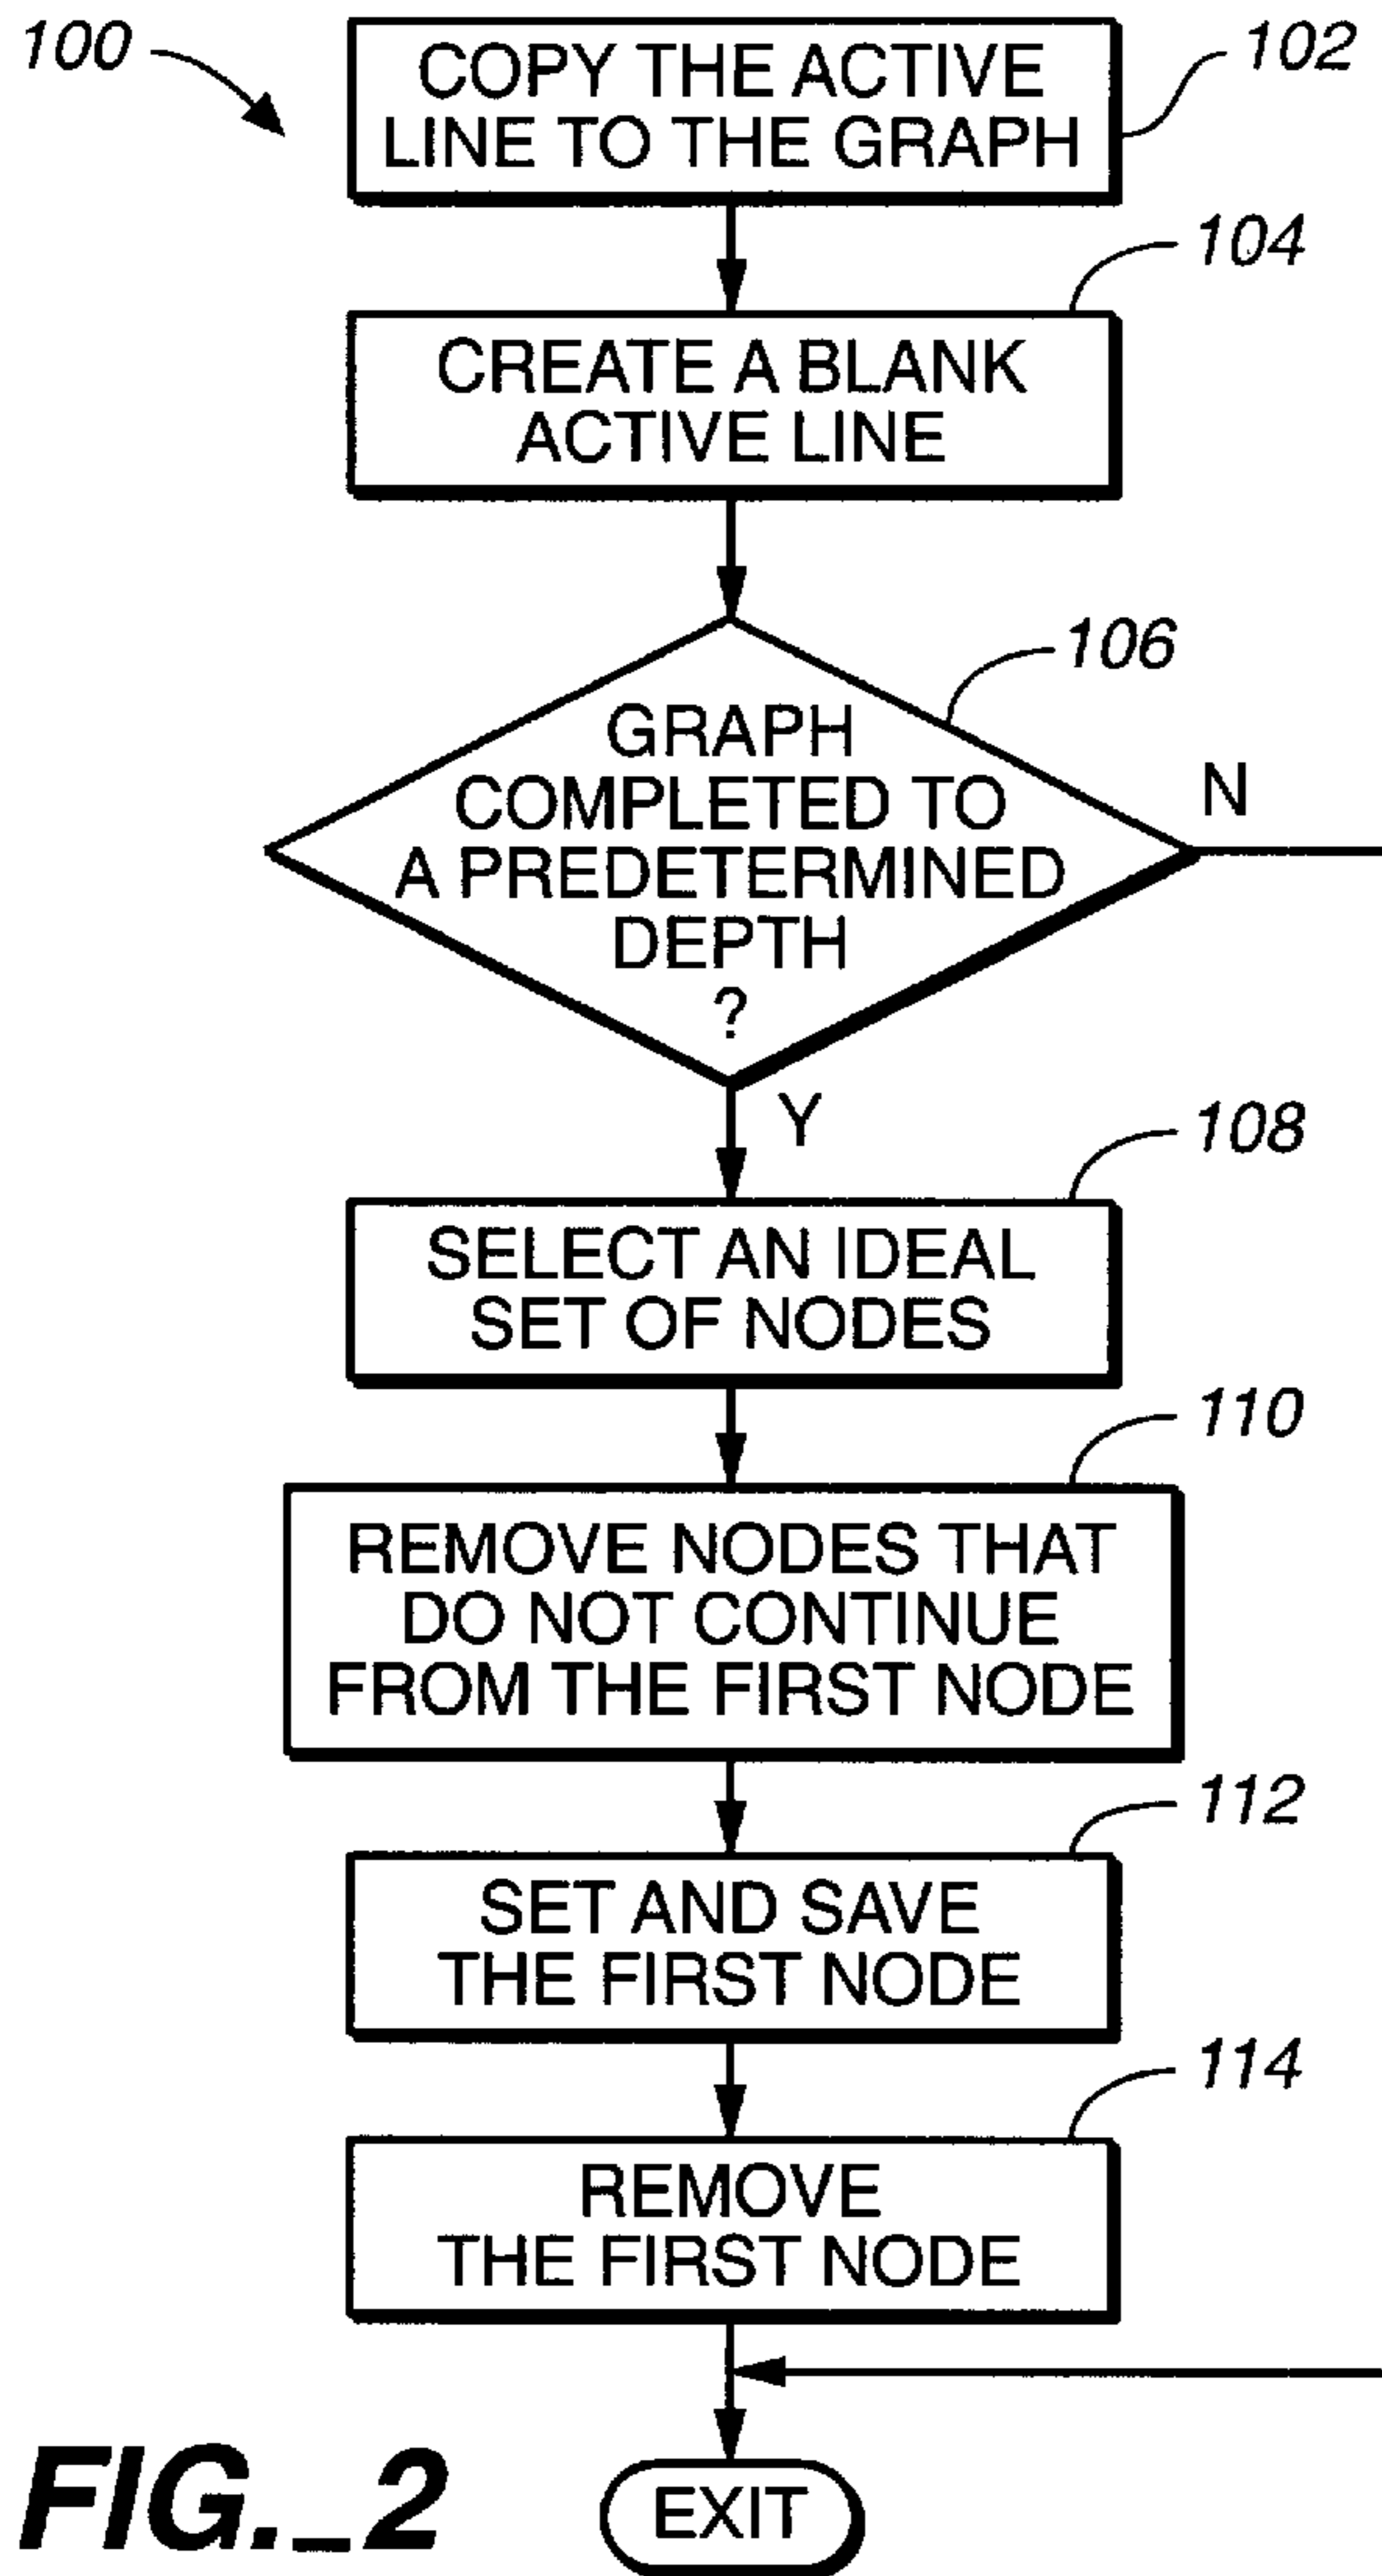 100
COPY THE ACTIVE
LINE TO THE GRAPH
102
104
CREATE A BLANK
ACTIVE LINE
106
GRAPH
COMPLETED TO
A PREDETERMINED
DEPTH
?
N
Y
108
SELECT AN IDEAL
SET OF NODES
110
REMOVE NODES THAT
DO NOT CONTINUE
FROM THE FIRST NODE
112
SET AND SAVE
THE FIRST NODE
114
REMOVE
THE FIRST NODE
EXIT
FIG._2